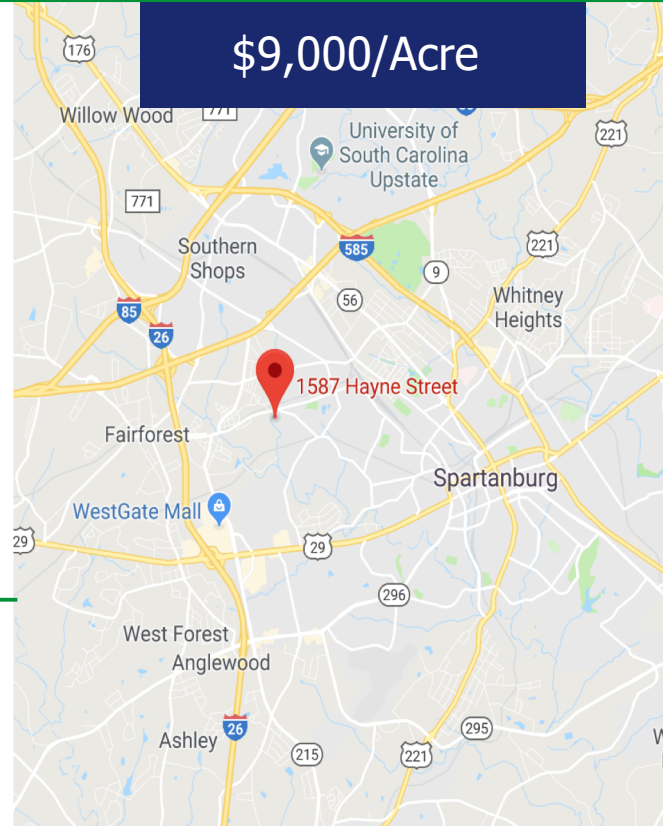 $9,000/Acre
176
Willow Wood
771
University of
South Carolina
Upstate
221
771
Southern
Shops
585
221
9
56
Whitney
Heights
85
26
1587 Hayne Street
Fairforest
Spartanburg
WestGate Mall
29
29
296
West Forest
Anglewood
26
Ashley
295
215
221
W